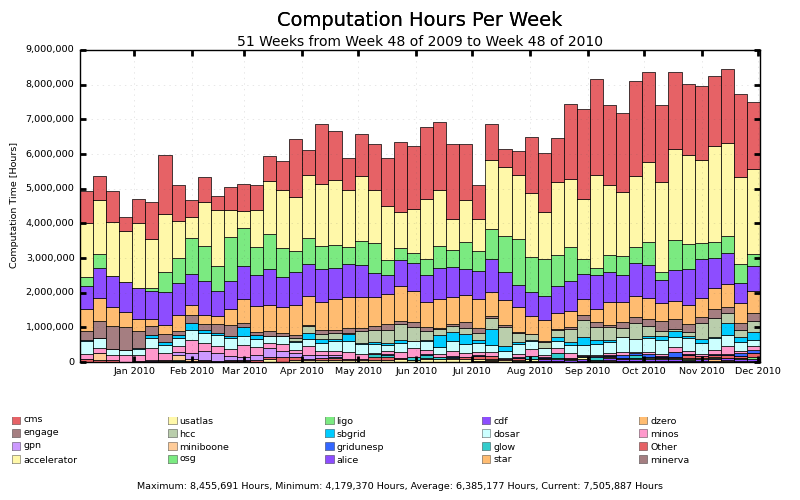 Computation Hours Per Week
51 Weeks from Week 48 of 2009 to Week 48 of 2010
Computation Time [Hours]
9,000,000
8,000,000
7,000,000
6,000,000
5,000,000
4,000,000
3,000,000
2,000,000
1,000,000
0
Jan 2010 Feb 2010 Mar 2010 Apr 2010 May 2010 Jun 2010 Jul 2010 Aug 2010 Sep 2010 Oct 2010 Nov 2010 Dec 2010
cms usatlas ligo cdf dzero
engage hcc sbgrid dosar minos
gpn miniboone gridunesp glow Other
accelerator osg alice star minerva
Maximum: 8,455,691 Hours, Minimum: 4,179,370 Hours, Average: 6,385,177 Hours, Current: 7,505,887 Hours